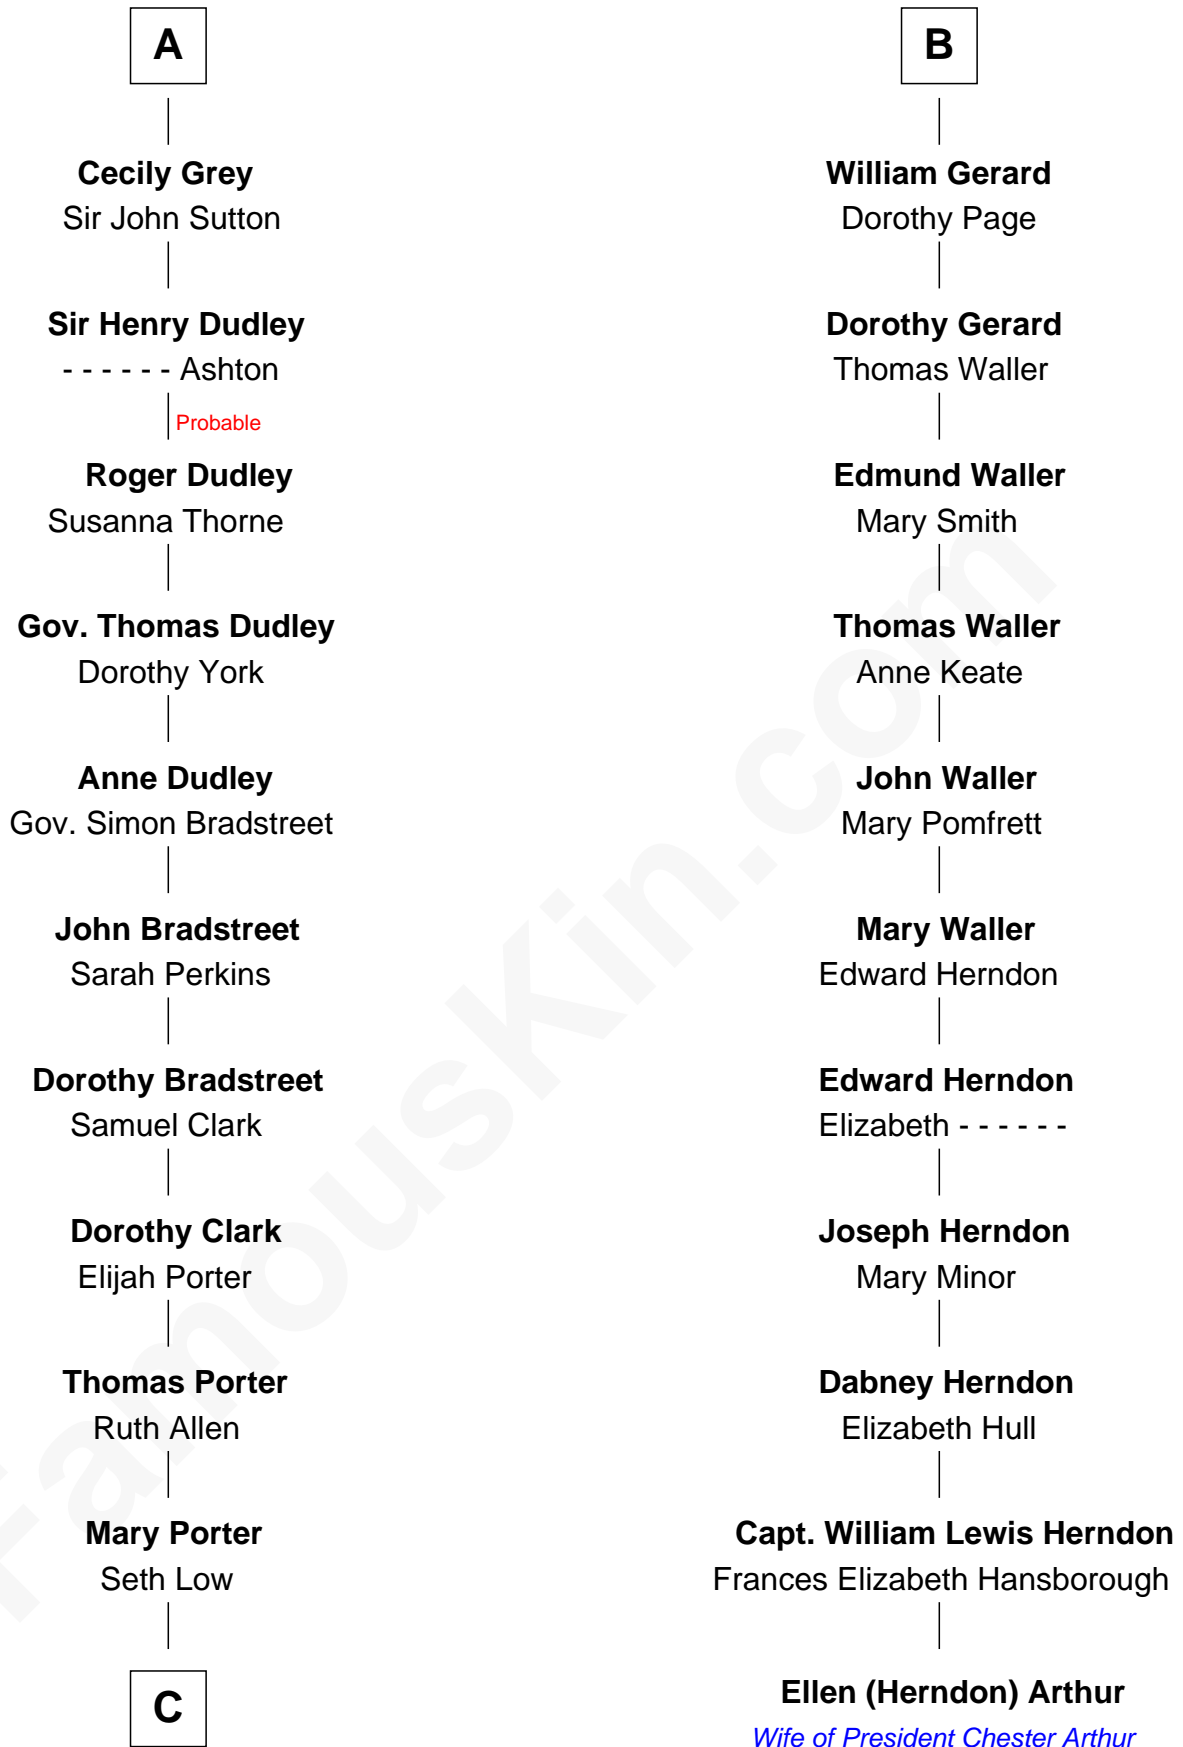 A
Cecily Grey
Sir John Sutton
Sir Henry Dudley
- - - - - - Ashton
Probable
Roger Dudley
Susanna Thorne
Gov. Thomas Dudley
Dorothy York
Anne Dudley
Gov. Simon Bradstreet
John Bradstreet
Sarah Perkins
Dorothy Bradstreet
Samuel Clark
Dorothy Clark
Elijah Porter
Thomas Porter
Ruth Allen
Mary Porter
Seth Low
C
B
William Gerard
Dorothy Page
Dorothy Gerard
Thomas Waller
Edmund Waller
Mary Smith
Thomas Waller
Anne Keate
John Waller
Mary Pomfrett
Mary Waller
Edward Herndon
Edward Herndon
Elizabeth - - - - - -
Joseph Herndon
Mary Minor
Dabney Herndon
Elizabeth Hull
Capt. William Lewis Herndon
Frances Elizabeth Hansborough
Ellen (Herndon) Arthur
Wife of President Chester Arthur
FamousKin.com